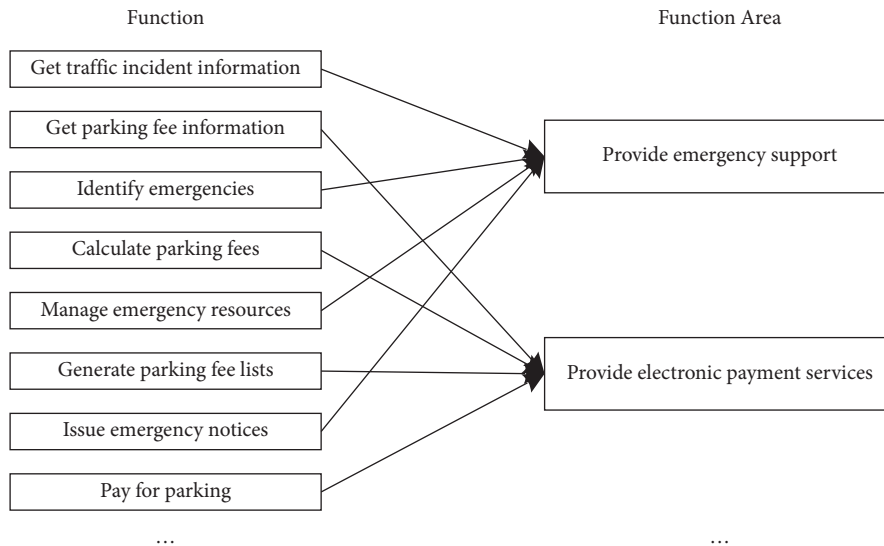 Function
Function Area
Get traffic incident information
Get parking fee information
Identify emergencies
Calculate parking fees
Manage emergency resources
Generate parking fee lists
Issue emergency notices
Pay for parking
…
Provide emergency support
Provide electronic payment services
…